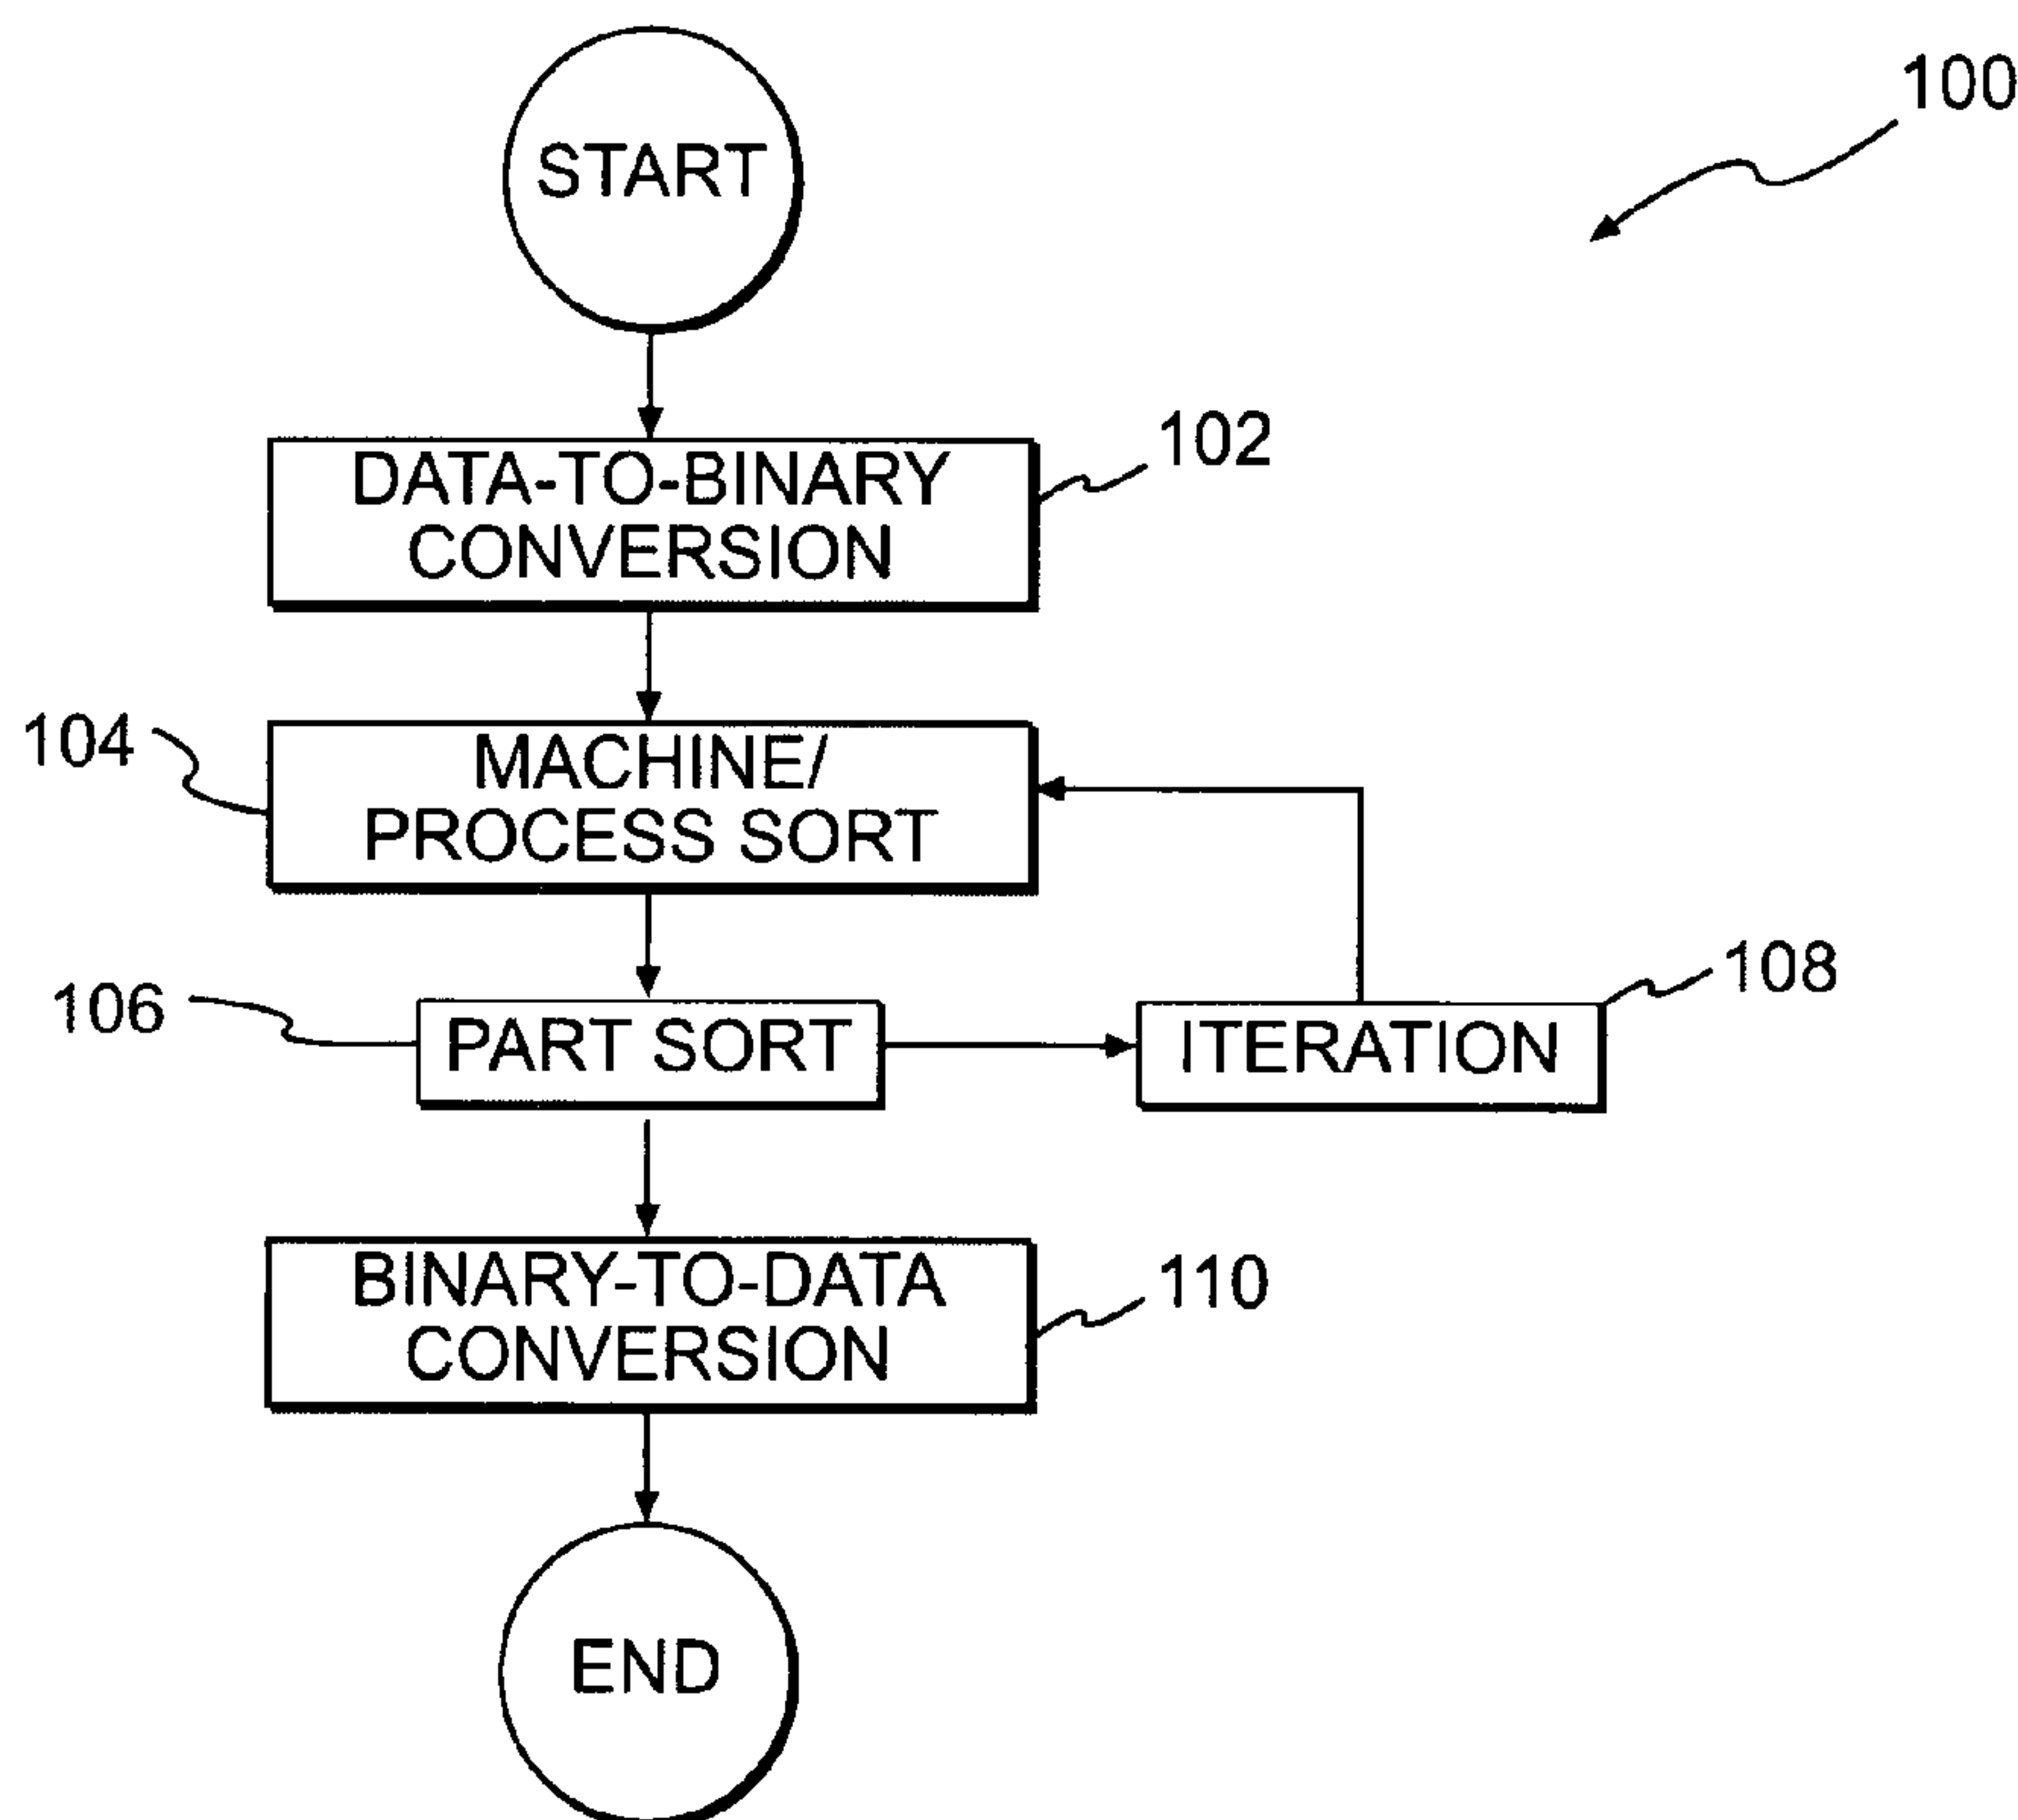 START
100
DATA-TO-BINARY
CONVERSION
102
104
MACHINE/
PROCESS SORT
106
PART SORT
ITERATION
108
BINARY-TO-DATA
CONVERSION
110
END